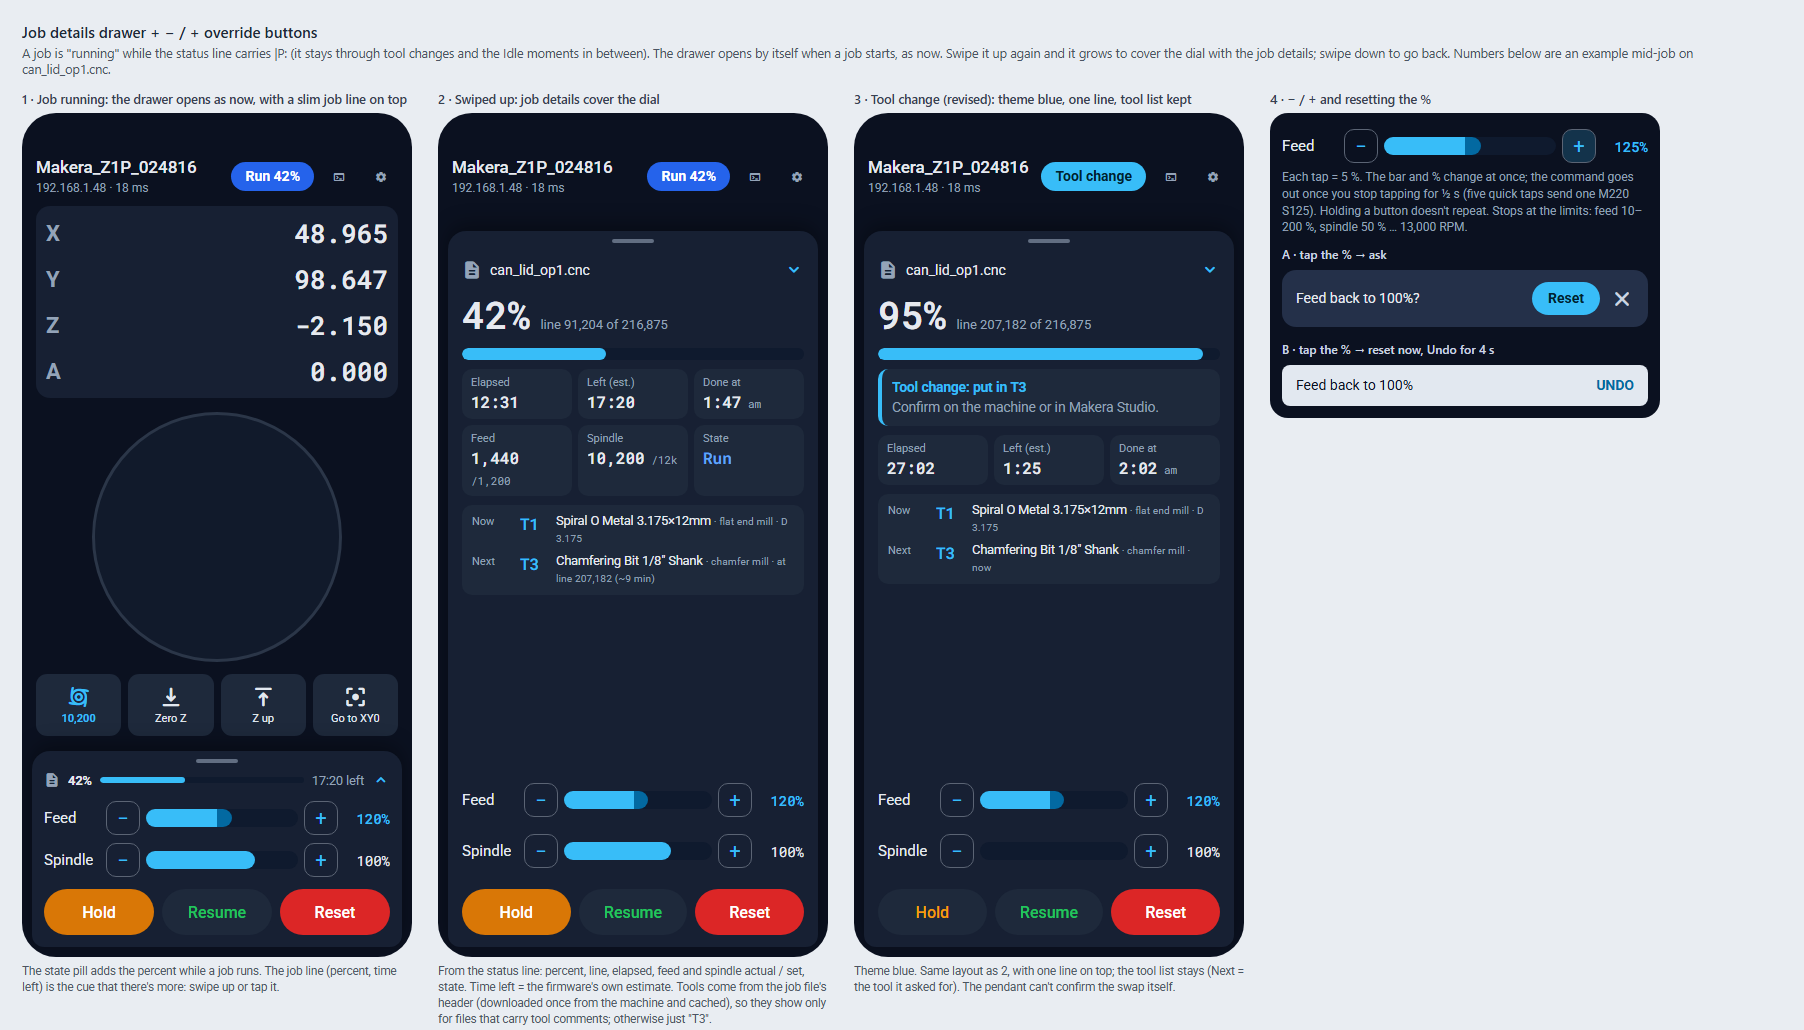 Job details drawer + − / + override buttons
A job is "running" while the status line carries |P: (it stays through tool changes and the Idle moments in between). The drawer opens by itself when a job starts, as now. Swipe it up again and it grows to cover the dial with the job details; swipe down to go back. Numbers below are an example mid-job on
can_lid_op1.cnc.
1 · Job running: the drawer opens as now, with a slim job line on top
Makera_Z1P_024816
Run 42%
192.168.1.48 · 18 ms
X 48.965
Y 98.647
Z −2.150
A 0.000
10,200
Zero Z
Z up
Go to XY0
42%
17:20 left
Feed − + 120%
Spindle − + 100%
Hold
Resume
Reset
The state pill adds the percent while a job runs. The job line (percent, time
left) is the cue that there's more: swipe up or tap it.
2 · Swiped up: job details cover the dial
Makera_Z1P_024816
Run 42%
192.168.1.48 · 18 ms
can_lid_op1.cnc
42% line 91,204 of 216,875
Elapsed
12:31
Left (est.)
17:20
Done at
1:47 am
Feed
1,440
/1,200
Spindle
10,200 /12k
State
Run
Now T1 Spiral O Metal 3.175×12mm · flat end mill · D
3.175
Next T3 Chamfering Bit 1/8" Shank · chamfer mill · at
line 207,182 (~9 min)
Feed − + 120%
Spindle − + 100%
Hold
Resume
Reset
From the status line: percent, line, elapsed, feed and spindle actual / set,
state. Time left = the firmware's own estimate. Tools come from the job file's
header (downloaded once from the machine and cached), so they show only
for files that carry tool comments; otherwise just "T3".
3 · Tool change (revised): theme blue, one line, tool list kept
Makera_Z1P_024816
Tool change
192.168.1.48 · 18 ms
can_lid_op1.cnc
95% line 207,182 of 216,875
Tool change: put in T3
Confirm on the machine or in Makera Studio.
Elapsed
27:02
Left (est.)
1:25
Done at
2:02 am
Now T1 Spiral O Metal 3.175×12mm · flat end mill · D
3.175
Next T3 Chamfering Bit 1/8" Shank · chamfer mill ·
now
Feed − + 120%
Spindle − + 100%
Hold
Resume
Reset
Theme blue. Same layout as 2, with one line on top; the tool list stays (Next =
the tool it asked for). The pendant can't confirm the swap itself.
4 · − / + and resetting the %
Feed − + 125%
Each tap = 5 %. The bar and % change at once; the command goes
out once you stop tapping for ½ s (five quick taps send one M220
S125). Holding a button doesn't repeat. Stops at the limits: feed 10–
200 %, spindle 50 % … 13,000 RPM.
A · tap the % → ask
Feed back to 100%?
Reset
B · tap the % → reset now, Undo for 4 s
Feed back to 100%
UNDO